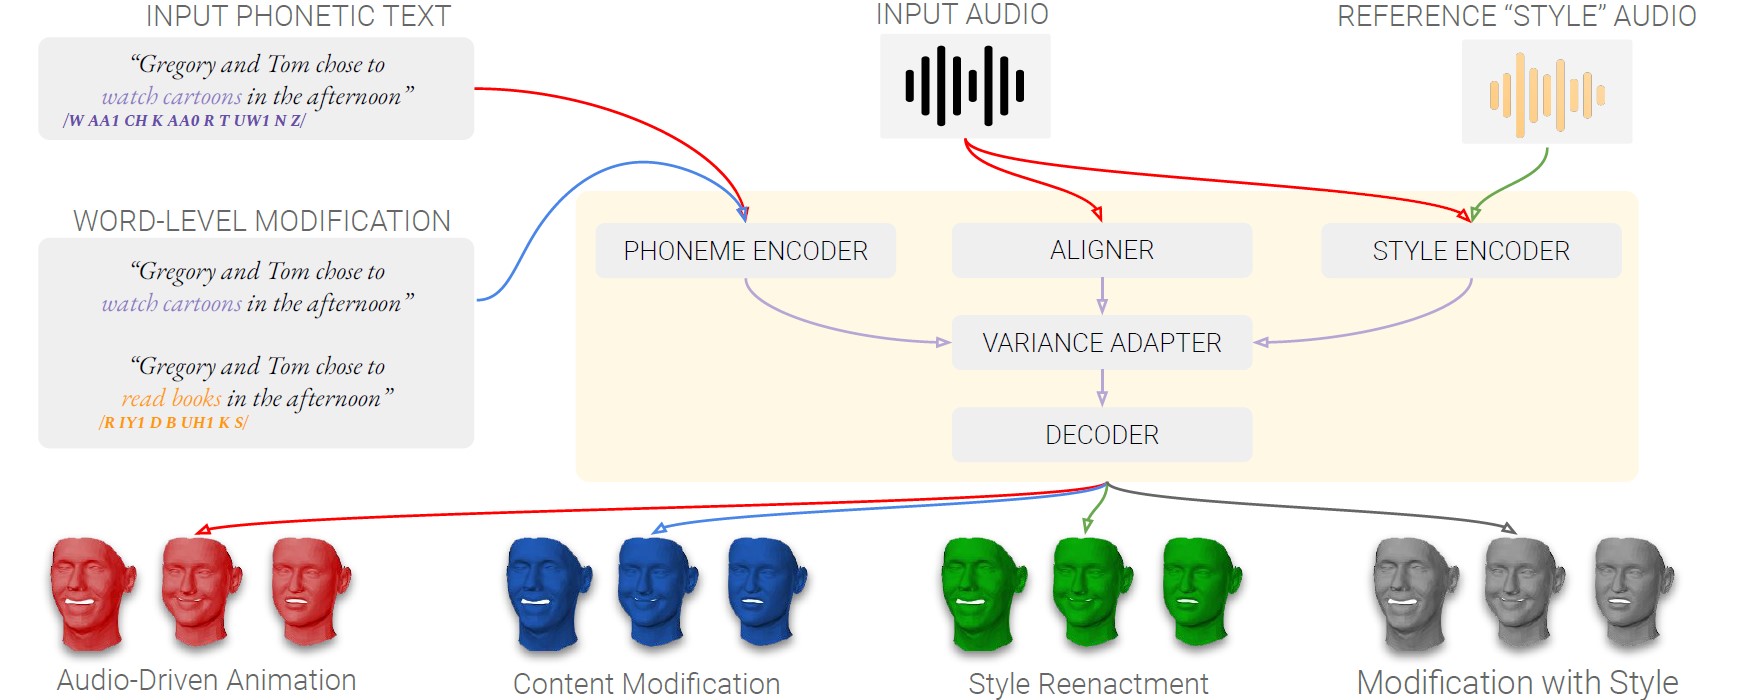 INPUT PHONETIC TEXT
“Gregory and Tom chose to
watch cartoons in the afternoon”
/W AA1 CH K AA0 R T UW1 N Z/
INPUT AUDIO
REFERENCE “STYLE” AUDIO
WORD-LEVEL MODIFICATION
“Gregory and Tom chose to
watch cartoons in the afternoon”
“Gregory and Tom chose to
read books in the afternoon”
/R IY1 D B UH1 K S/
PHONEME ENCODER
ALIGNER
STYLE ENCODER
VARIANCE ADAPTER
DECODER
Audio-Driven Animation
Content Modification
Style Reenactment
Modification with Style